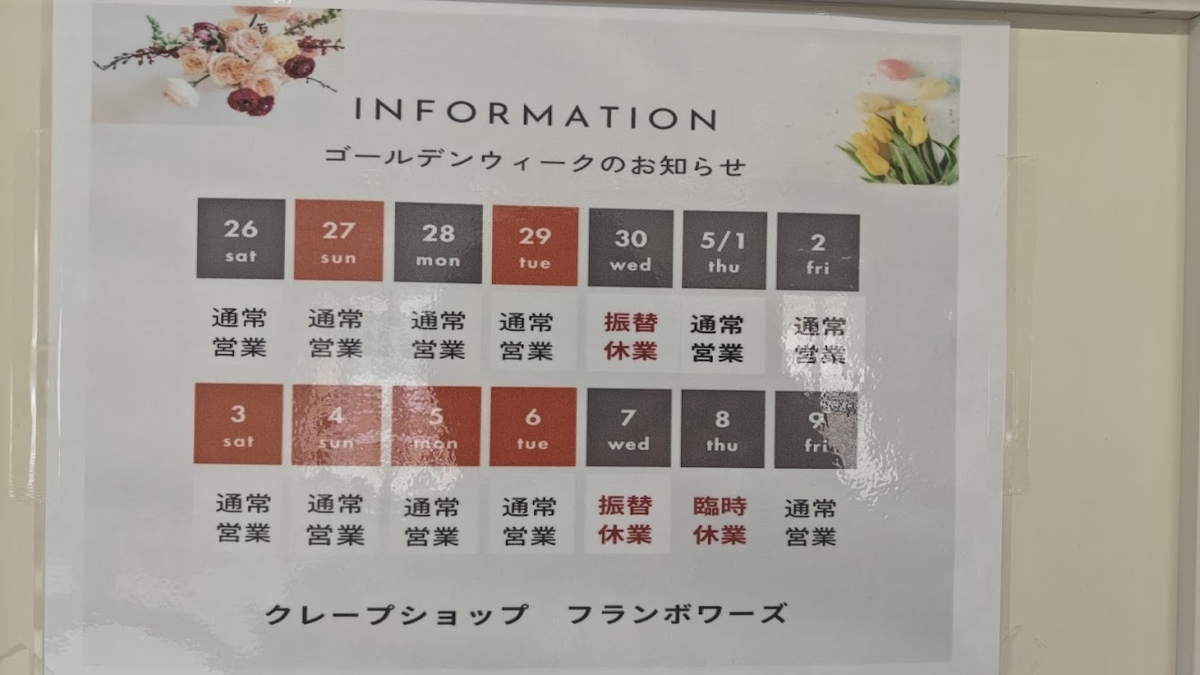 INFORMATION
ゴールデンウィークのお知らせ
26 27 28 29 30 5/1 2
sat sun mon tue wed thu fri
通常 通常 通常 通常 振替 通常 通常
営業 営業 営業 営業 休業 営業 営業
3 4 5 6 7 8 9
sat sun mon tue wed thu fri
通常 通常 通常 通常 振替 臨時 通常
営業 営業 営業 営業 休業 休業 営業
クレープショップ　フランボワーズ